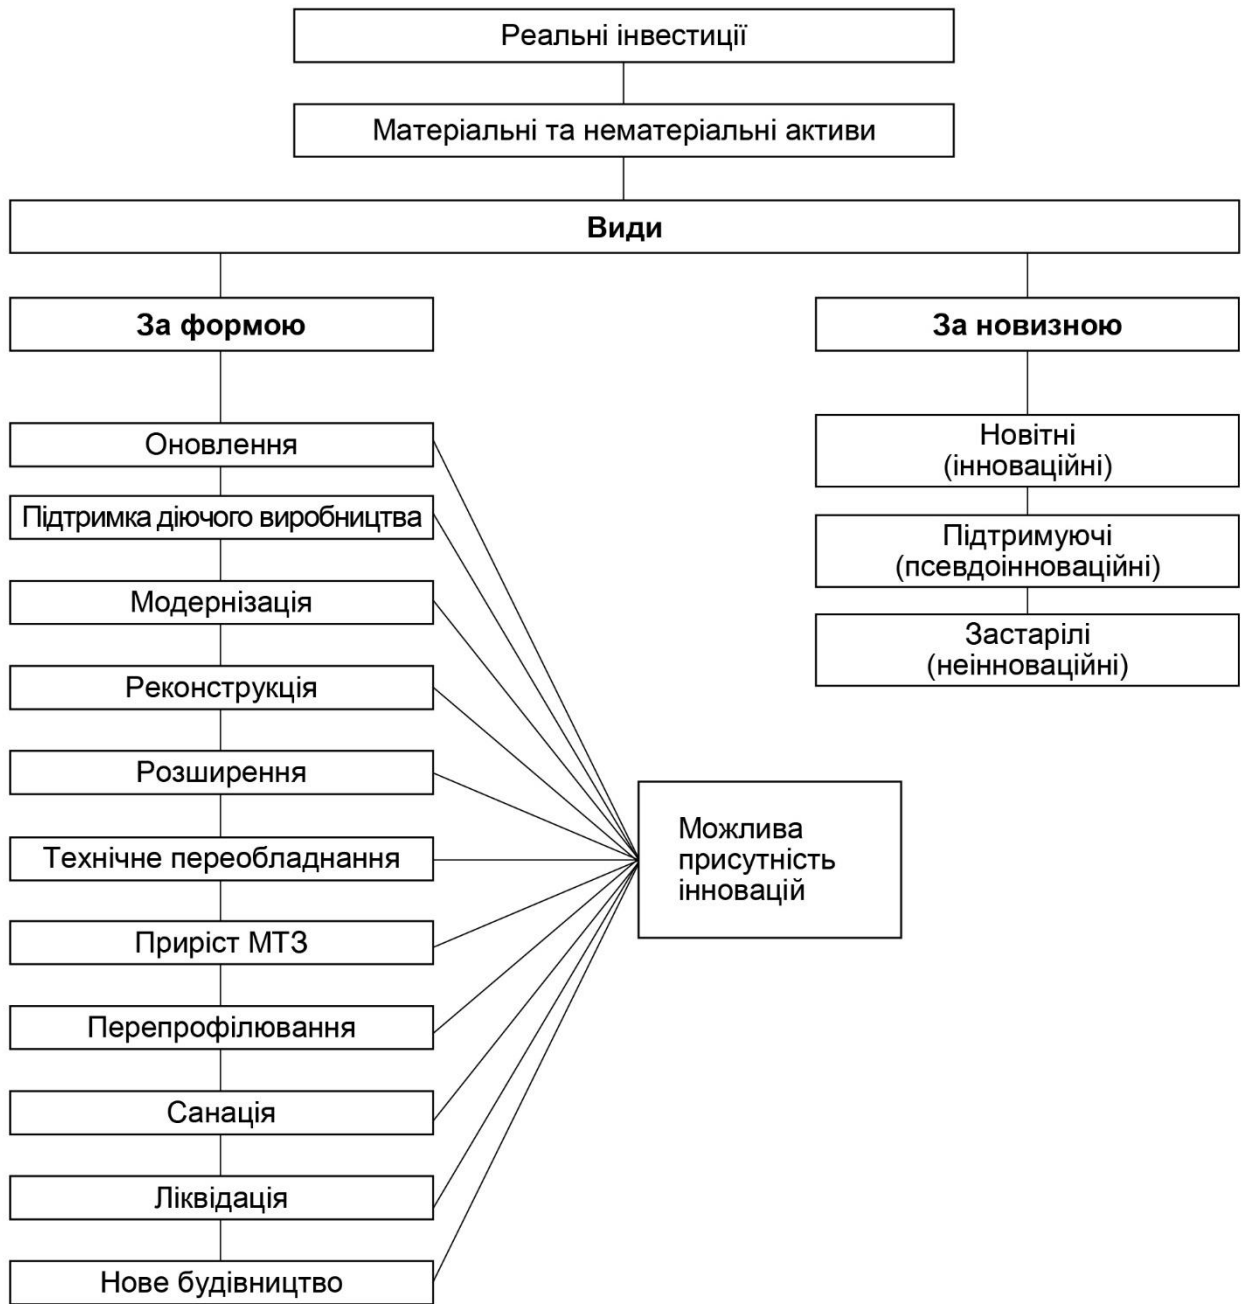 Реальні інвестиції
Матеріальні та нематеріальні активи
Види
За формою
Оновлення
Підтримка діючого виробництва
Модернізація
Реконструкція
Розширення
Технічне переобладнання
Приріст МТЗ
Перепрофілювання
Санація
Ліквідація
Нове будівництво
За новизною
Новітні
(інноваційні)
Підтримуючі
(псевдоінноваційні)
Застарілі
(неінноваційні)
Можлива
присутність
інновацій